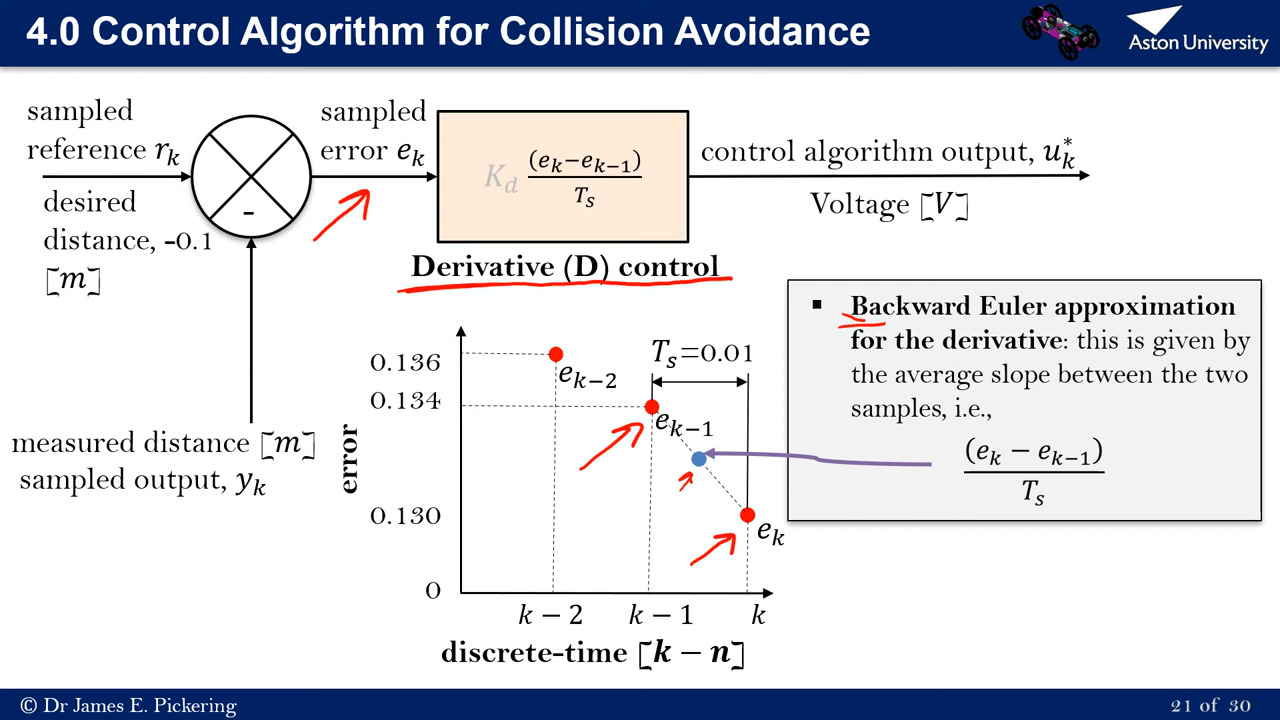 4.0 Control Algorithm for Collision Avoidance
Aston University
sampled
reference r_k
desired
distance, -0.1
[m]
-
sampled
error e_k
K_d (e_k−e_{k−1})/T_s
Derivative (D) control
control algorithm output, u_k^*
Voltage [V]
measured distance [m]
sampled output, y_k
▪ Backward Euler approximation
for the derivative: this is given by
the average slope between the two
samples, i.e.,
(e_k − e_{k−1})/T_s
error
0.136
0.134
0.130
0
T_s=0.01
e_{k−2}
e_{k−1}
e_k
k − 2
k − 1
k
discrete-time [k − n]
© Dr James E. Pickering
21 of 30